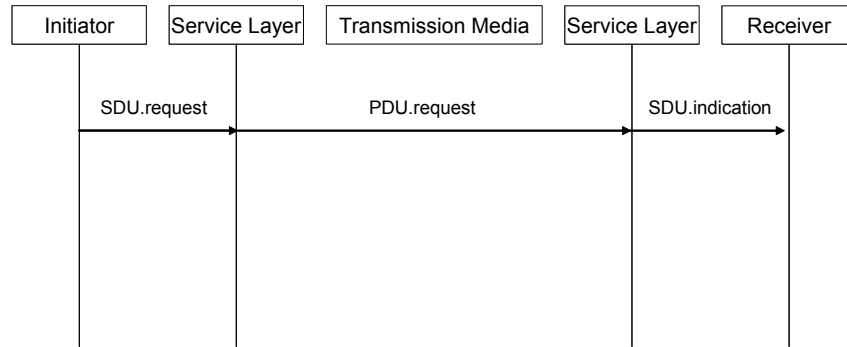 Initiator
Service Layer
Transmission Media
Service Layer
Receiver
SDU.request
PDU.request
SDU.indication